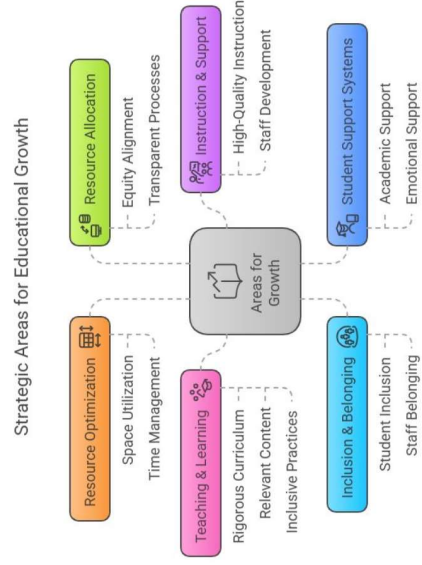 Strategic Areas for Educational Growth
Resource Optimization
Space Utilization
Time Management
Teaching & Learning
Rigorous Curriculum
Relevant Content
Inclusive Practices
Inclusion & Belonging
Student Inclusion
Staff Belonging
Areas for
Growth
Resource Allocation
Equity Alignment
Transparent Processes
Instruction & Support
High-Quality Instruction
Staff Development
Student Support Systems
Academic Support
Emotional Support